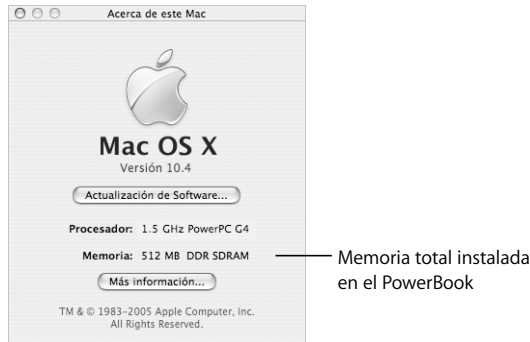 Acerca de este Mac
Mac OS X
Versión 10.4
Actualización de Software...
Procesador: 1.5 GHz PowerPC G4
Memoria: 512 MB DDR SDRAM
Memoria total instalada
en el PowerBook
Más información...
TM & © 1983-2005 Apple Computer, Inc.
All Rights Reserved.